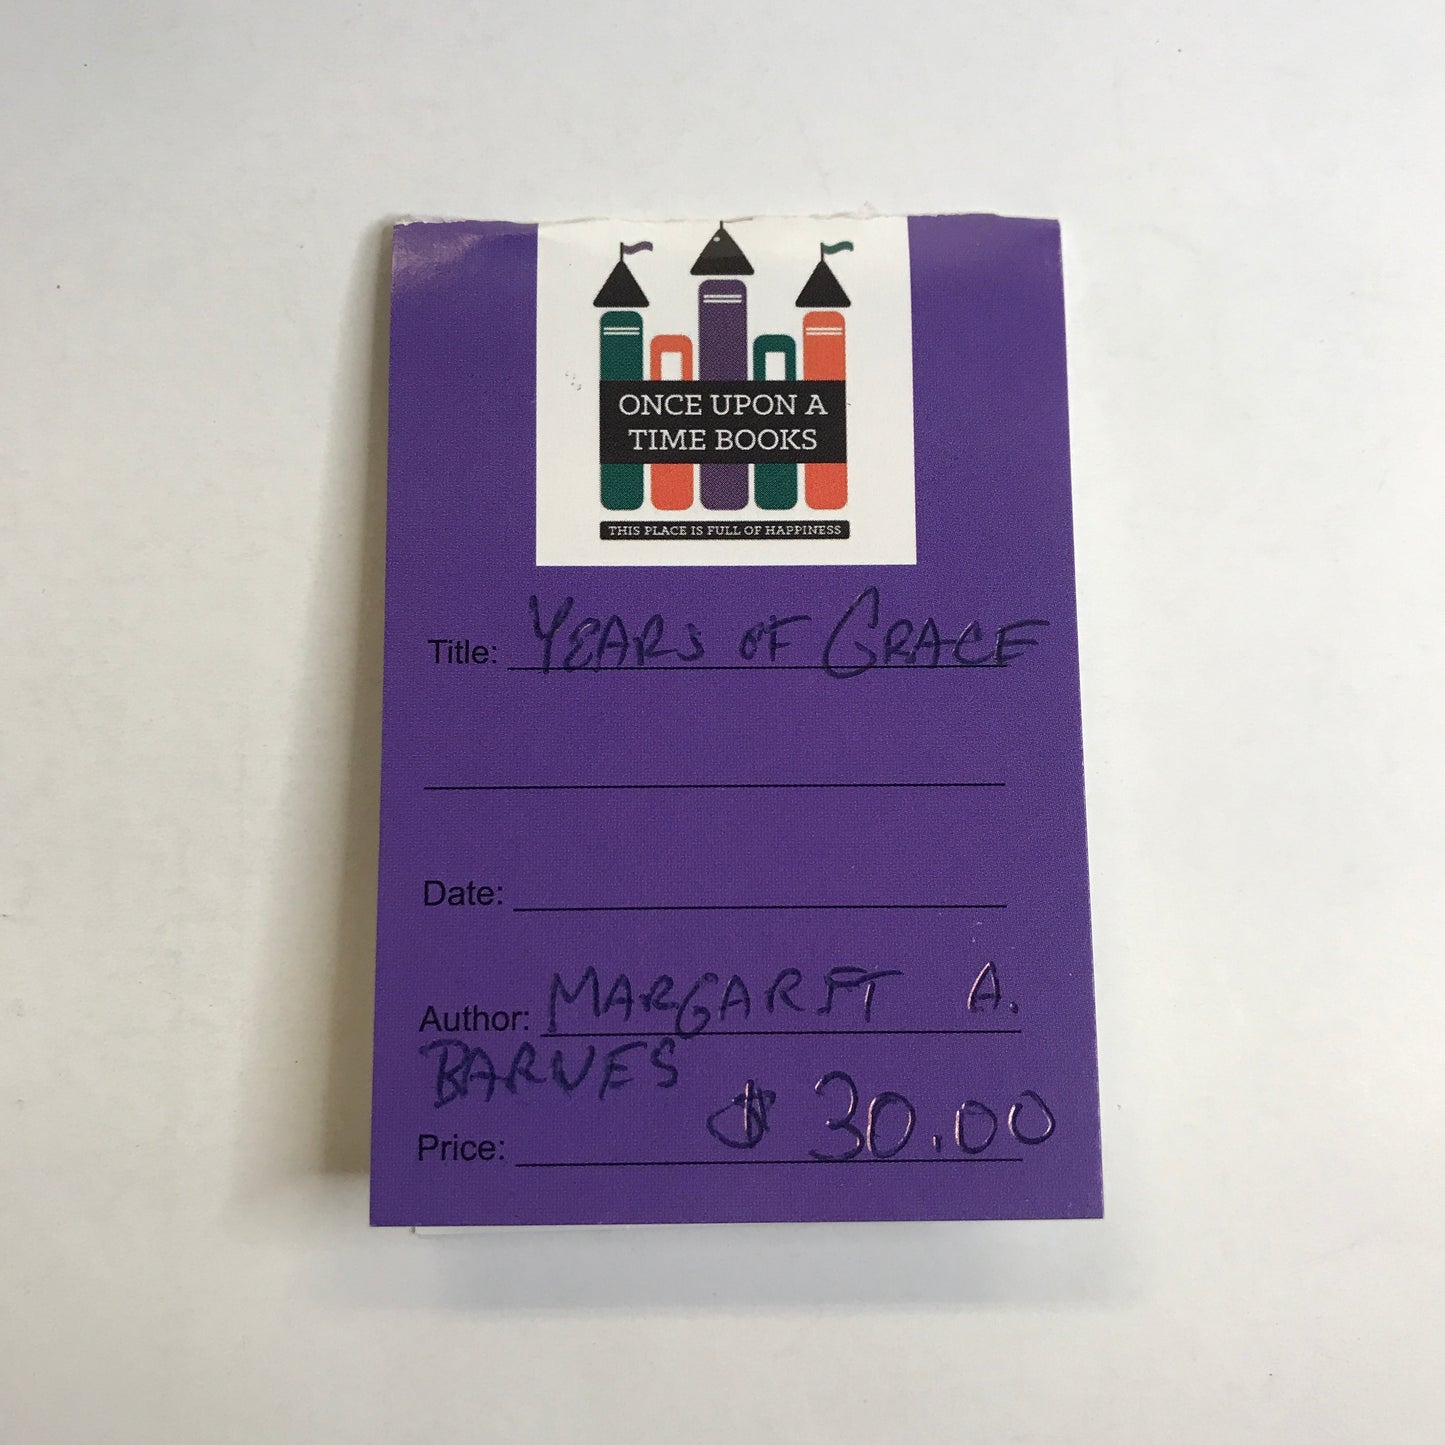 ONCE UPON A
TIME BOOKS
THIS PLACE IS FULL OF HAPPINESS
Title: YEARS OF GRACE
Date:
Author: MARGARET A.
BARNES
Price: $ 30.00